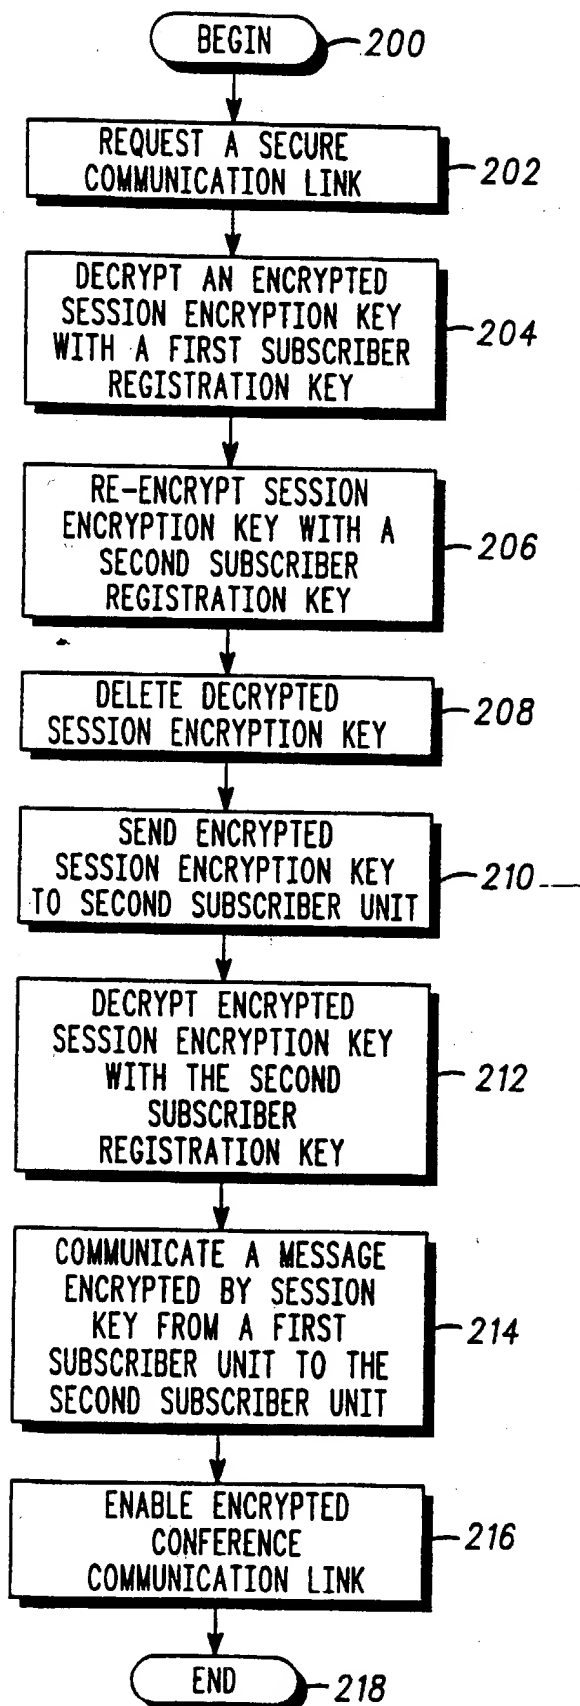 BEGIN
200
REQUEST A SECURE
COMMUNICATION LINK
202
DECRYPT AN ENCRYPTED
SESSION ENCRYPTION KEY
WITH A FIRST SUBSCRIBER
REGISTRATION KEY
204
RE-ENCRYPT SESSION
ENCRYPTION KEY WITH A
SECOND SUBSCRIBER
REGISTRATION KEY
206
DELETE DECRYPTED
SESSION ENCRYPTION KEY
208
SEND ENCRYPTED
SESSION ENCRYPTION KEY
TO SECOND SUBSCRIBER UNIT
210
DECRYPT ENCRYPTED
SESSION ENCRYPTION KEY
WITH THE SECOND
SUBSCRIBER
REGISTRATION KEY
212
COMMUNICATE A MESSAGE
ENCRYPTED BY SESSION
KEY FROM A FIRST
SUBSCRIBER UNIT TO THE
SECOND SUBSCRIBER UNIT
214
ENABLE ENCRYPTED
CONFERENCE
COMMUNICATION LINK
216
END
218